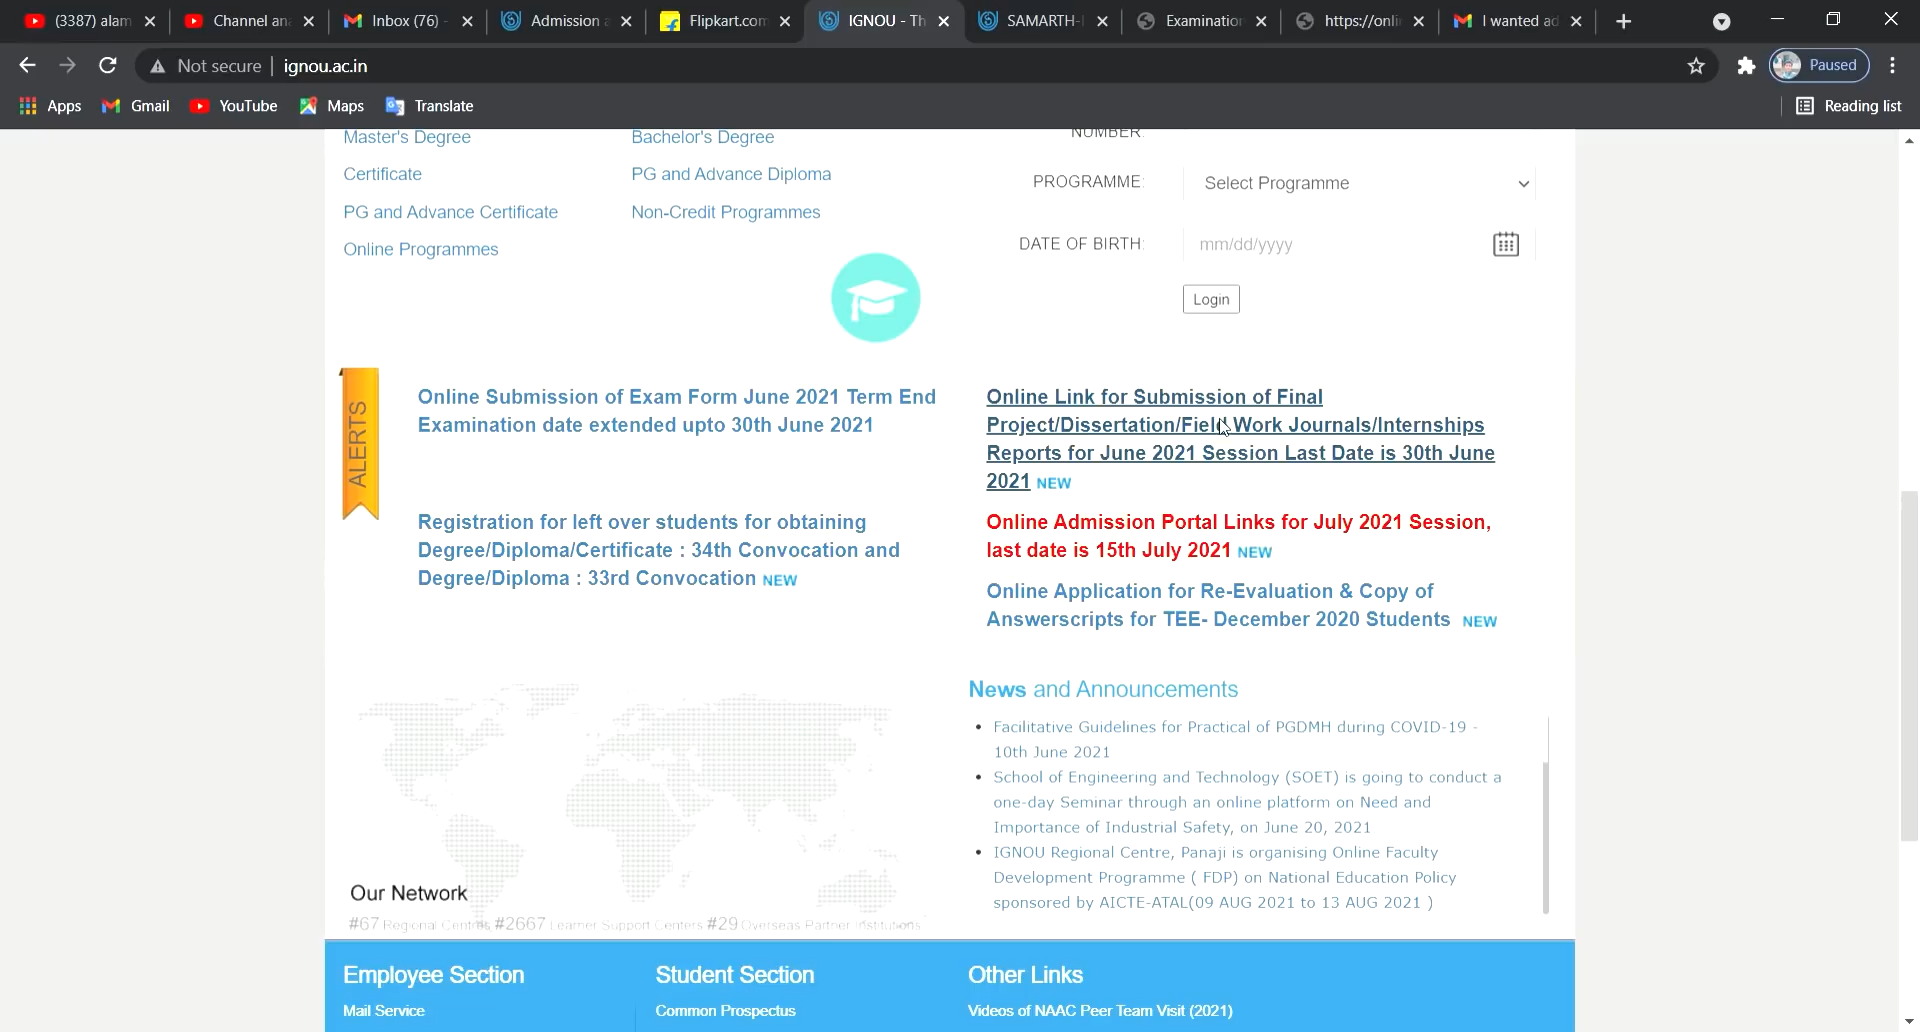 (3387) alam
Channel ana
Inbox (76) -
Admission a
Flipkart.com
IGNOU - Th
SAMARTH-
Examination
https://onli
I wanted ad
Not secure
ignou.ac.in
Paused
Apps
Gmail
YouTube
Maps
Translate
Reading list
Master's Degree
Bachelor's Degree
NUMBER
Certificate
PG and Advance Diploma
PROGRAMME:
Select Programme
PG and Advance Certificate
Non-Credit Programmes
Online Programmes
DATE OF BIRTH:
mm/dd/yyyy
Login
ALERTS
Online Submission of Exam Form June 2021 Term End
Examination date extended upto 30th June 2021
Online Link for Submission of Final
Project/Dissertation/Field Work Journals/Internships
Reports for June 2021 Session Last Date is 30th June
2021 NEW
Registration for left over students for obtaining
Degree/Diploma/Certificate : 34th Convocation and
Degree/Diploma : 33rd Convocation NEW
Online Admission Portal Links for July 2021 Session,
last date is 15th July 2021 NEW
Online Application for Re-Evaluation & Copy of
Answerscripts for TEE- December 2020 Students NEW
News and Announcements
• Facilitative Guidelines for Practical of PGDMH during COVID-19 -
10th June 2021
• School of Engineering and Technology (SOET) is going to conduct a
one-day Seminar through an online platform on Need and
Importance of Industrial Safety, on June 20, 2021
• IGNOU Regional Centre, Panaji is organising Online Faculty
Development Programme ( FDP) on National Education Policy
sponsored by AICTE-ATAL(09 AUG 2021 to 13 AUG 2021 )
Our Network
#67 Regional Centres #2667 Learner Support Centers #29 Overseas Partner Institutions
Employee Section
Student Section
Other Links
Mail Service
Common Prospectus
Videos of NAAC Peer Team Visit (2021)